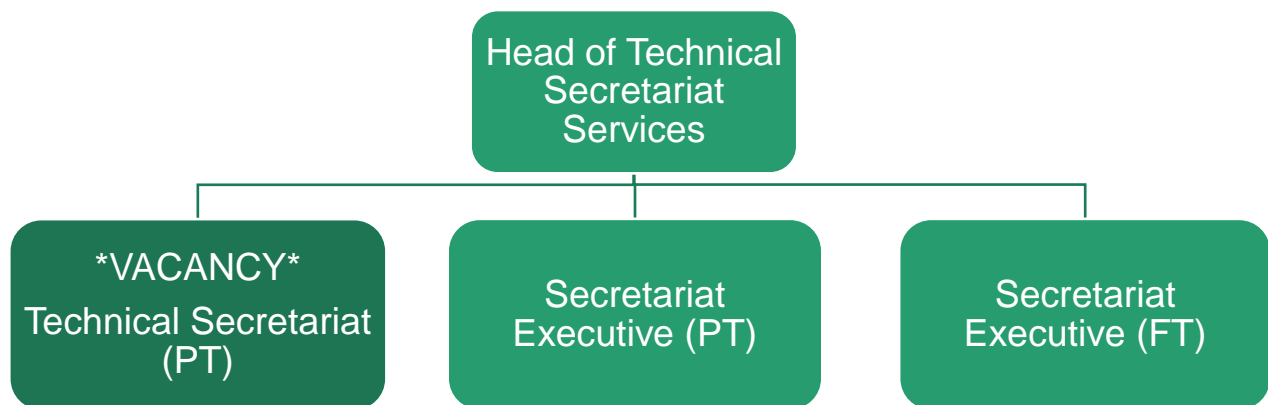 Head of Technical
Secretariat
Services
*VACANCY*
Technical Secretariat
(PT)
Secretariat
Executive (PT)
Secretariat
Executive (FT)